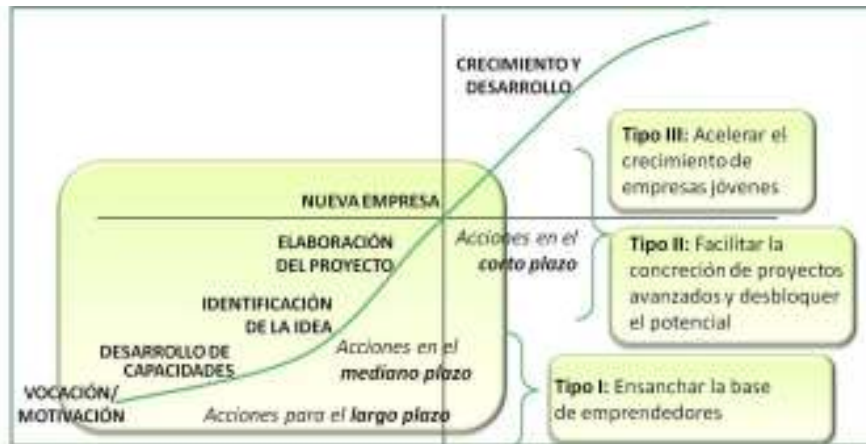 CRECIMIENTO Y
DESARROLLO
Tipo III: Acelerar el
crecimiento de
empresas jóvenes
NUEVA EMPRESA
ELABORACIÓN
DEL PROYECTO
Acciones en el
corto plazo
Tipo II: Facilitar la
concreción de proyectos
avanzados y desbloquer
el potencial
IDENTIFICACIÓN
DE LA IDEA
DESARROLLO DE
CAPACIDADES
Acciones en el
mediano plazo
VOCACIÓN/
MOTIVACIÓN
Acciones para el largo plazo
Tipo I: Ensanchar la base
de emprendedores